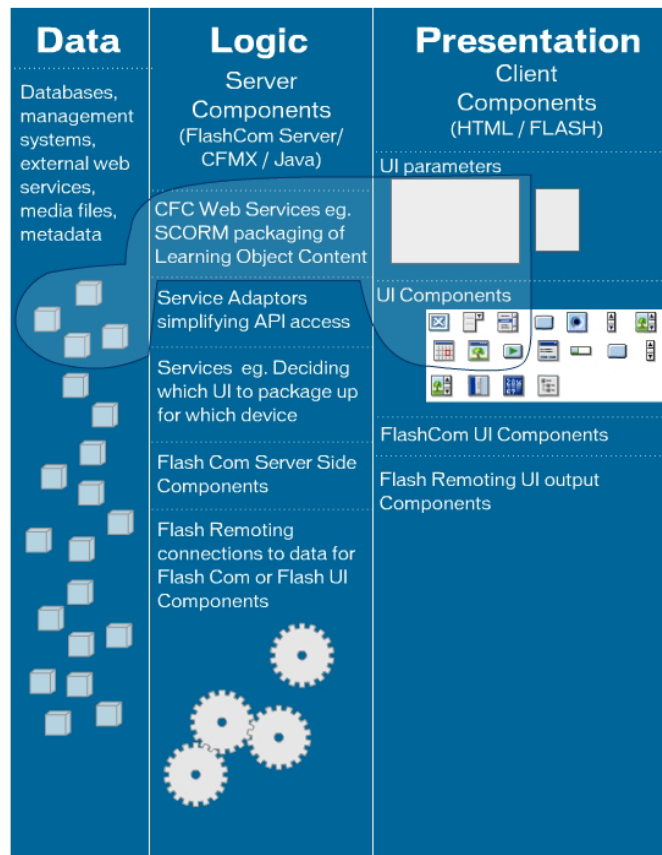 Data
Databases,
management
systems,
external web
services,
media files,
metadata
Logic
Server
Components
(FlashCom Server/
CFMX / Java)
CFC Web Services eg.
SCORM packaging of
Learning Object Content
Service Adaptors
simplifying API access
Services eg. Deciding
which UI to package up
for which device
Flash Com Server Side
Components
Flash Remoting
connections to data for
Flash Com or Flash UI
Components
Presentation
Client
Components
(HTML / FLASH)
UI parameters
UI Components
FlashCom UI Components
Flash Remoting UI output
Components